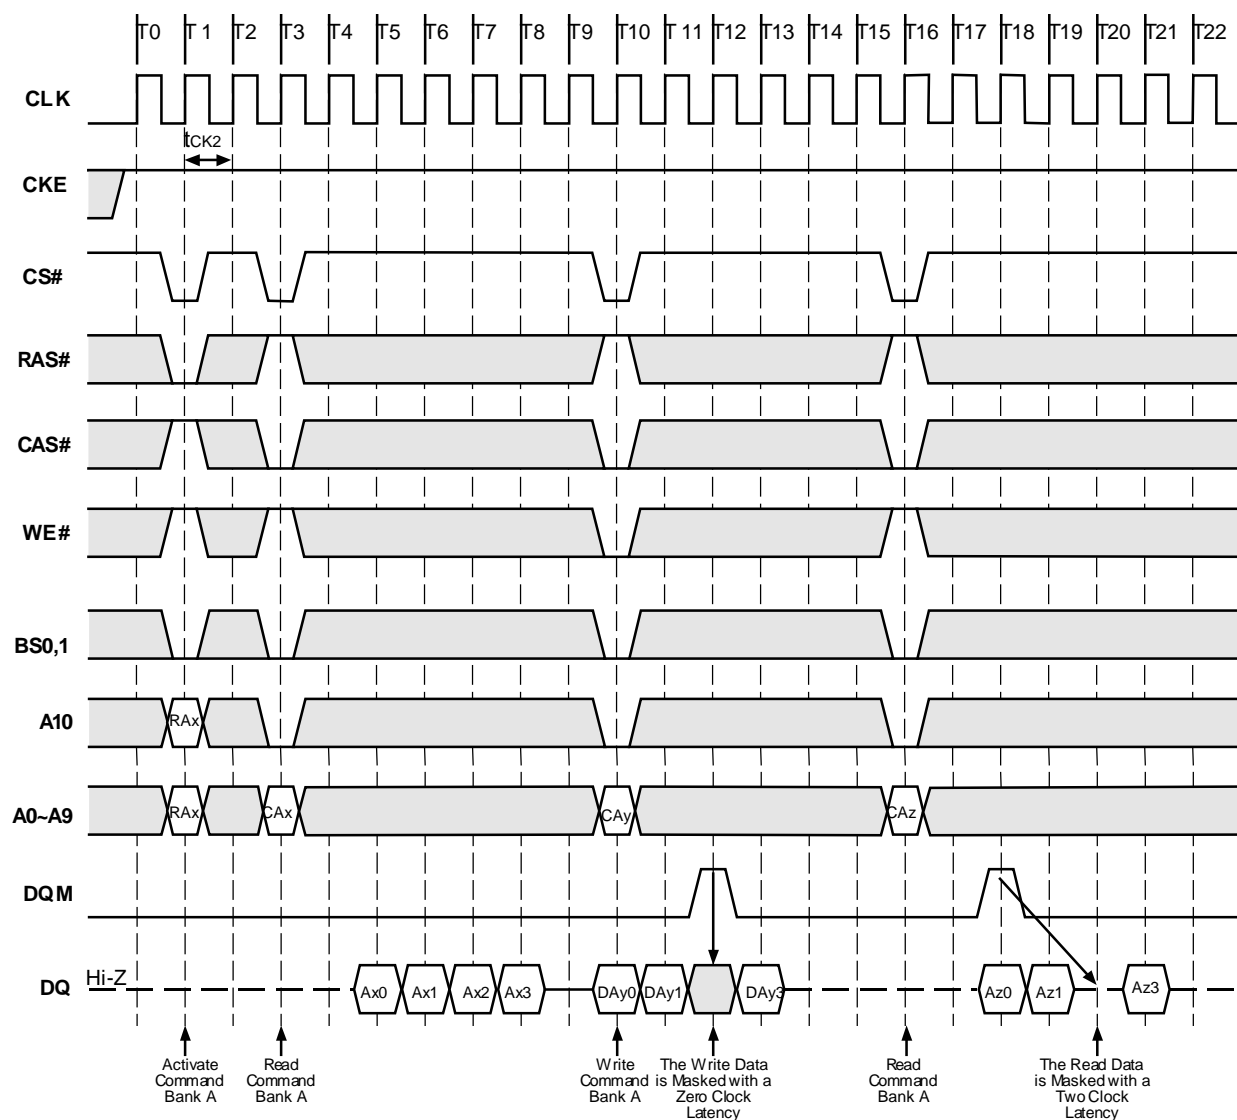 T0 T 1 T2 T3 T4 T5 T6 T7 T8 T9 T10 T 11 T12 T13 T14 T15 T16 T17 T18 T19 T20 T21 T22
CLK
tCK2
CKE
CS#
RAS#
CAS#
WE#
BS0,1
A10 RAx
A0~A9 RAx CAx CAy CAz
DQM
Hi-Z
DQ Ax0 Ax1 Ax2 Ax3 DAy0 DAy1 DAy3 Az0 Az1 Az3
Activate
Command
Bank A
Read
Command
Bank A
Write
Command
Bank A
The Write Data
is Masked with a
Zero Clock
Latency
Read
Command
Bank A
The Read Data
is Masked with a
Two Clock
Latency